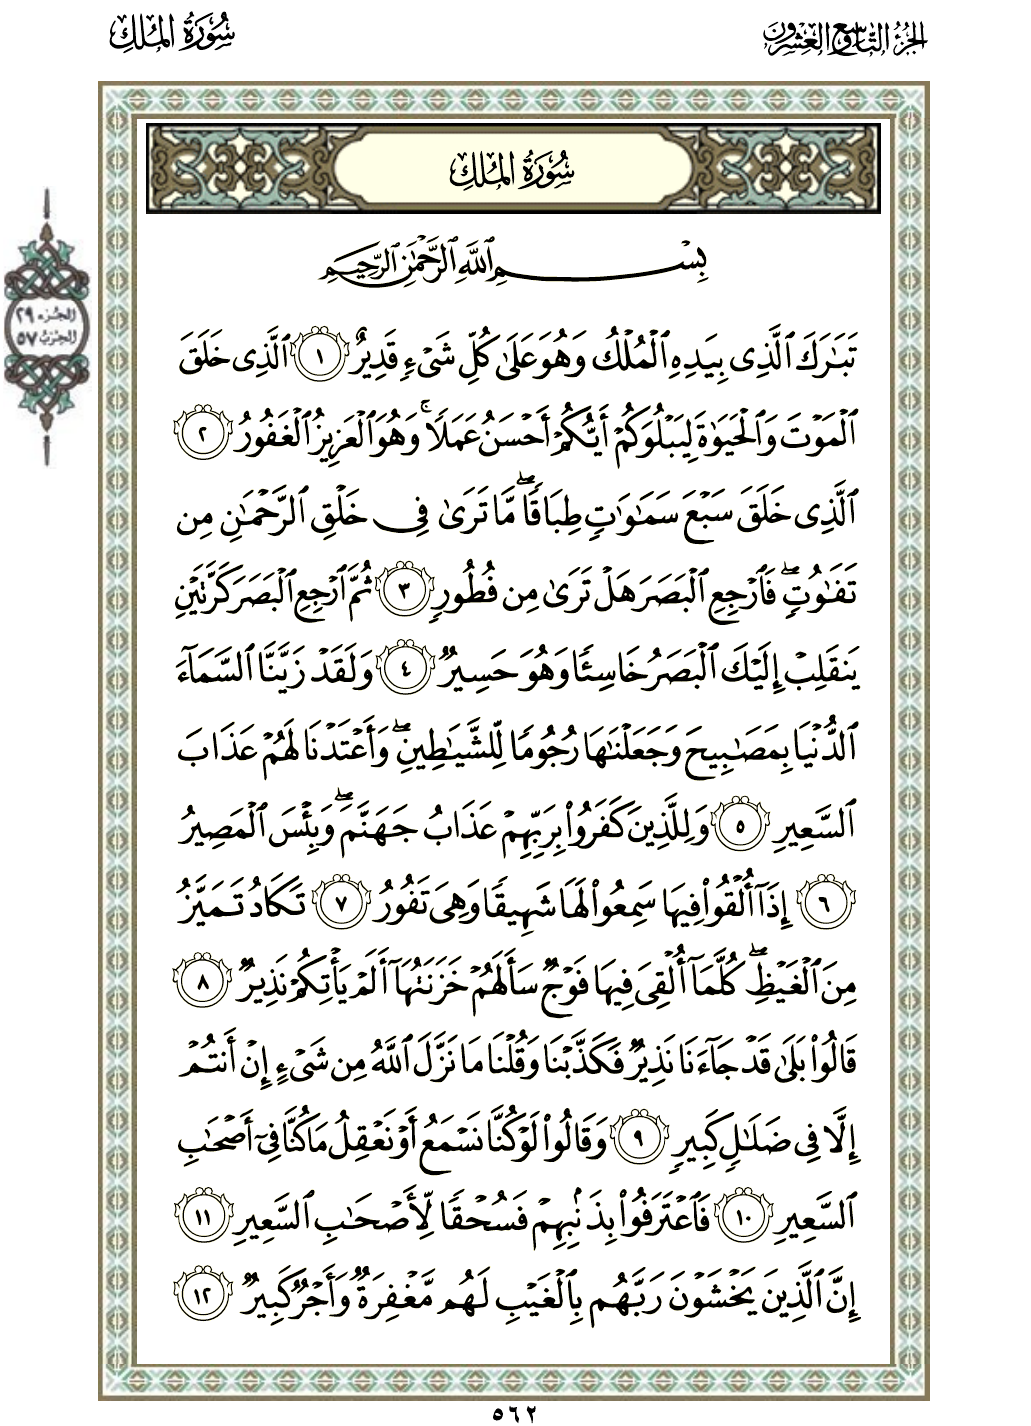 الجزء التاسع والعشرون
سُورَةُ الْمُلْكِ
سُورَةُ الْمُلْكِ
الجزء ٢٩
الحزب ٥٧
بِسْمِ ٱللَّهِ ٱلرَّحْمَٰنِ ٱلرَّحِيمِ
تَبَٰرَكَ ٱلَّذِى بِيَدِهِ ٱلْمُلْكُ وَهُوَ عَلَىٰ كُلِّ شَىْءٍ قَدِيرٌ ١ ٱلَّذِى خَلَقَ
ٱلْمَوْتَ وَٱلْحَيَوٰةَ لِيَبْلُوَكُمْ أَيُّكُمْ أَحْسَنُ عَمَلًا ۚ وَهُوَ ٱلْعَزِيزُ ٱلْغَفُورُ ٢
ٱلَّذِى خَلَقَ سَبْعَ سَمَٰوَٰتٍ طِبَاقًا ۖ مَّا تَرَىٰ فِى خَلْقِ ٱلرَّحْمَٰنِ مِن
تَفَٰوُتٍ ۖ فَٱرْجِعِ ٱلْبَصَرَ هَلْ تَرَىٰ مِن فُطُورٍ ٣ ثُمَّ ٱرْجِعِ ٱلْبَصَرَ كَرَّتَيْنِ
يَنقَلِبْ إِلَيْكَ ٱلْبَصَرُ خَاسِئًا وَهُوَ حَسِيرٌ ٤ وَلَقَدْ زَيَّنَّا ٱلسَّمَآءَ
ٱلدُّنْيَا بِمَصَٰبِيحَ وَجَعَلْنَٰهَا رُجُومًا لِّلشَّيَٰطِينِ ۖ وَأَعْتَدْنَا لَهُمْ عَذَابَ
ٱلسَّعِيرِ ٥ وَلِلَّذِينَ كَفَرُوا۟ بِرَبِّهِمْ عَذَابُ جَهَنَّمَ ۖ وَبِئْسَ ٱلْمَصِيرُ
٦ إِذَآ أُلْقُوا۟ فِيهَا سَمِعُوا۟ لَهَا شَهِيقًا وَهِىَ تَفُورُ ٧ تَكَادُ تَمَيَّزُ
مِنَ ٱلْغَيْظِ ۖ كُلَّمَآ أُلْقِىَ فِيهَا فَوْجٌ سَأَلَهُمْ خَزَنَتُهَآ أَلَمْ يَأْتِكُمْ نَذِيرٌ ٨
قَالُوا۟ بَلَىٰ قَدْ جَآءَنَا نَذِيرٌ فَكَذَّبْنَا وَقُلْنَا مَا نَزَّلَ ٱللَّهُ مِن شَىْءٍ إِنْ أَنتُمْ
إِلَّا فِى ضَلَٰلٍ كَبِيرٍ ٩ وَقَالُوا۟ لَوْ كُنَّا نَسْمَعُ أَوْ نَعْقِلُ مَا كُنَّا فِىٓ أَصْحَٰبِ
ٱلسَّعِيرِ ١٠ فَٱعْتَرَفُوا۟ بِذَنۢبِهِمْ فَسُحْقًا لِّأَصْحَٰبِ ٱلسَّعِيرِ ١١
إِنَّ ٱلَّذِينَ يَخْشَوْنَ رَبَّهُم بِٱلْغَيْبِ لَهُم مَّغْفِرَةٌ وَأَجْرٌ كَبِيرٌ ١٢
٥٦٢